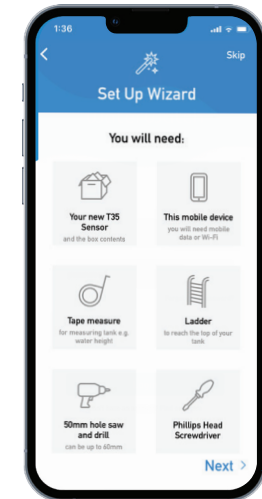 1:36
Skip
Set Up Wizard
You will need:
Your new T35
Sensor
and the box contents
This mobile device
you will need mobile
data or Wi-Fi
Tape measure
for measuring tank e.g.
water height
Ladder
to reach the top of your
tank
50mm hole saw
and drill
can be up to 60mm
Phillips Head
Screwdriver
Next >